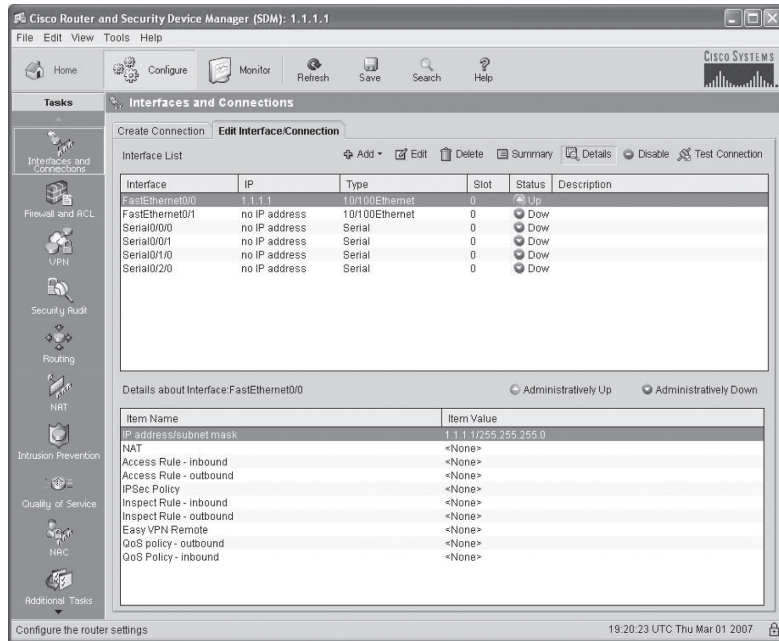 Cisco Router and Security Device Manager (SDM): 1.1.1.1
File Edit View Tools Help
Home Configure Monitor Refresh Save Search Help
CISCO SYSTEMS
Tasks
Interfaces and Connections
Firewall and ACL
VPN
Security Audit
Routing
NAT
Intrusion Prevention
Quality of Service
NAC
Additional Tasks
Interfaces and Connections
Create Connection Edit Interface/Connection
Interface List Add Edit Delete Summary Details Disable Test Connection
Interface IP Type Slot Status Description
FastEthernet0/0 1.1.1.1 10/100Ethernet 0 Up
FastEthernet0/1 no IP address 10/100Ethernet 0 Dow
Serial0/0/0 no IP address Serial 0 Dow
Serial0/0/1 no IP address Serial 0 Dow
Serial0/1/0 no IP address Serial 0 Dow
Serial0/2/0 no IP address Serial 0 Dow
Details about Interface:FastEthernet0/0 Administratively Up Administratively Down
Item Name Item Value
IP address/subnet mask 1.1.1.1/255.255.255.0
NAT <None>
Access Rule - inbound <None>
Access Rule - outbound <None>
IPSec Policy <None>
Inspect Rule - inbound <None>
Inspect Rule - outbound <None>
Easy VPN Remote <None>
QoS policy - outbound <None>
QoS Policy - inbound <None>
Configure the router settings 19:20:23 UTC Thu Mar 01 2007